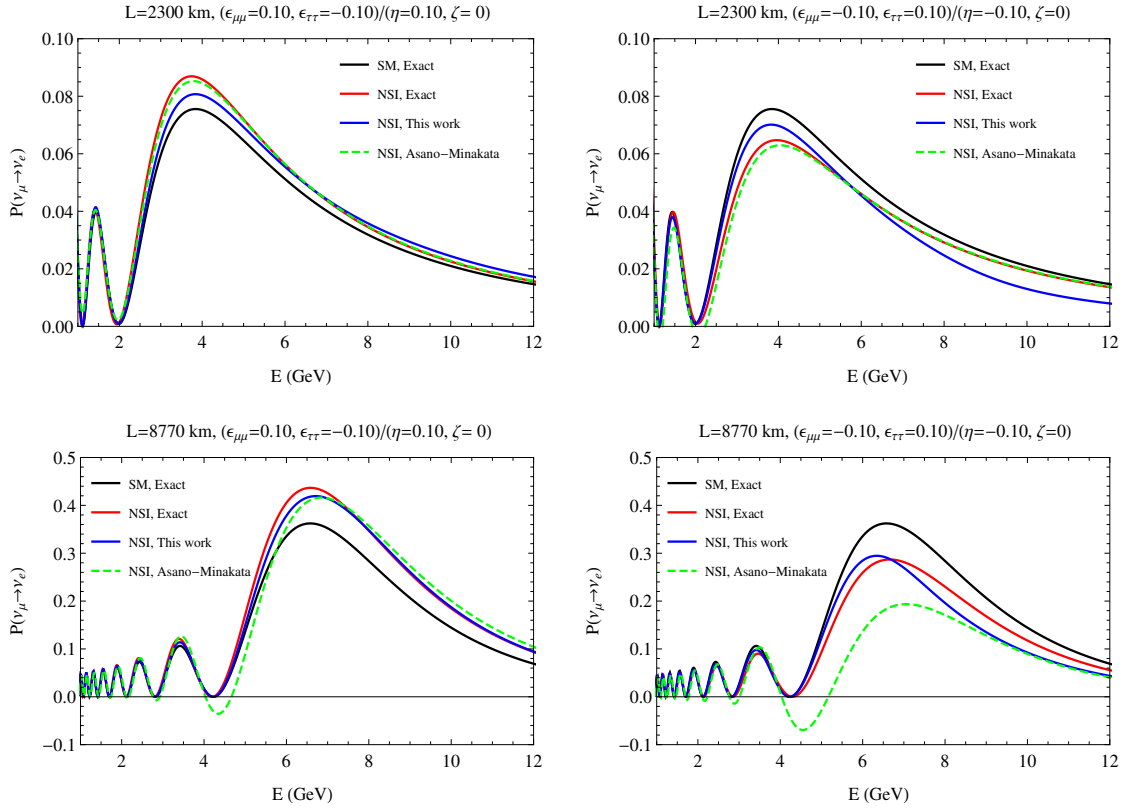 L=2300 km, (ϵμμ=0.10, ϵττ=−0.10)/(η=0.10, ζ= 0)
P(νμ→νe)
0.10
0.08
0.06
0.04
0.02
0.00
SM, Exact
NSI, Exact
NSI, This work
NSI, Asano−Minakata
2 4 6 8 10 12
E (GeV)
L=2300 km, (ϵμμ=−0.10, ϵττ=0.10)/(η=−0.10, ζ=0)
P(νμ→νe)
0.10
0.08
0.06
0.04
0.02
0.00
SM, Exact
NSI, Exact
NSI, This work
NSI, Asano−Minakata
2 4 6 8 10 12
E (GeV)
L=8770 km, (ϵμμ=0.10, ϵττ=−0.10)/(η=0.10, ζ= 0)
P(νμ→νe)
0.5
0.4
0.3
0.2
0.1
0.0
−0.1
SM, Exact
NSI, Exact
NSI, This work
NSI, Asano−Minakata
2 4 6 8 10 12
E (GeV)
L=8770 km, (ϵμμ=−0.10, ϵττ=0.10)/(η=−0.10, ζ=0)
P(νμ→νe)
0.5
0.4
0.3
0.2
0.1
0.0
−0.1
SM, Exact
NSI, Exact
NSI, This work
NSI, Asano−Minakata
2 4 6 8 10 12
E (GeV)